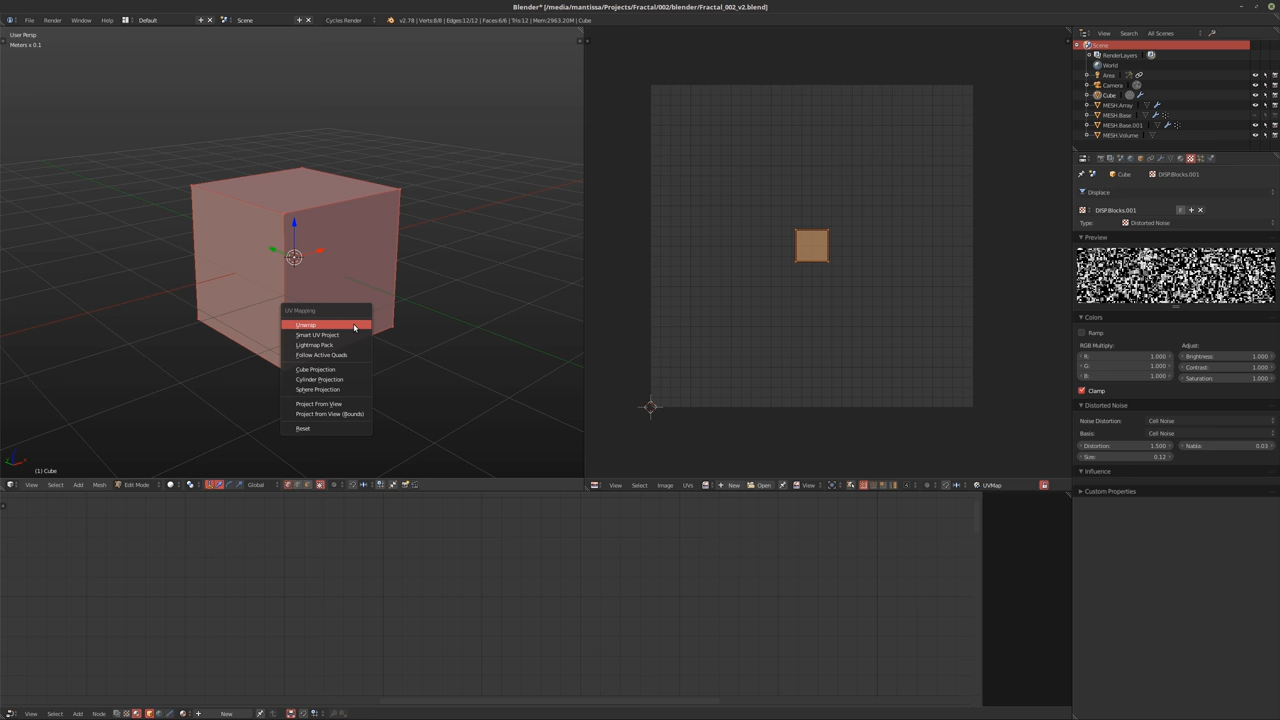 Blender* [/media/mantissa/Projects/Fractal/002/blender/Fractal_002_v2.blend]
File Render Window Help Default Scene Cycles Render v2.78 | Verts:8/8 | Edges:12/12 | Faces:6/6 | Tris:12 | Mem:2963.20M | Cube
User Persp
Meters x 0.1
UV Mapping
Unwrap
Smart UV Project
Lightmap Pack
Follow Active Quads
Cube Projection
Cylinder Projection
Sphere Projection
Project From View
Project from View (Bounds)
Reset
(1) Cube
View Select Add Mesh Edit Mode Global
View Select Image UVs New Open View UVMap
View Select Add Node New
View Search All Scenes
Scene
RenderLayers
World
Area
Camera
Cube
MESH.Array
MESH.Base
MESH.Base.001
MESH.Volume
Cube DISP.Blocks.001
Displace
DISP.Blocks.001 F
Type: Distorted Noise
Preview
Colors
Ramp
RGB Multiply: Adjust:
R: 1.000 Brightness: 1.000
G: 1.000 Contrast: 1.000
B: 1.000 Saturation: 1.000
Clamp
Distorted Noise
Noise Distortion: Cell Noise
Basis: Cell Noise
Distortion: 1.500 Nabla: 0.03
Size: 0.12
Influence
Custom Properties